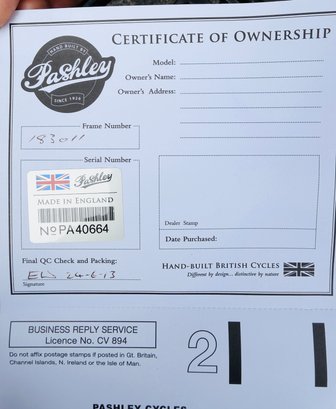 CERTIFICATE OF OWNERSHIP
HAND BUILT BY
Pashley
SINCE 1926
Model:
Owner's Name:
Owner's Address:
Frame Number
183011
Serial Number
Pashley
MADE IN ENGLAND
NºPA40664
Dealer Stamp
Date Purchased:
Final QC Check and Packing:
24-6-13
Signature
HAND-BUILT BRITISH CYCLES
Different by design... distinctive by nature
BUSINESS REPLY SERVICE
Licence No. CV 894
Do not affix postage stamps if posted in Gt. Britain,
Channel Islands, N. Ireland or the Isle of Man.
2
PASHLEY CYCLES